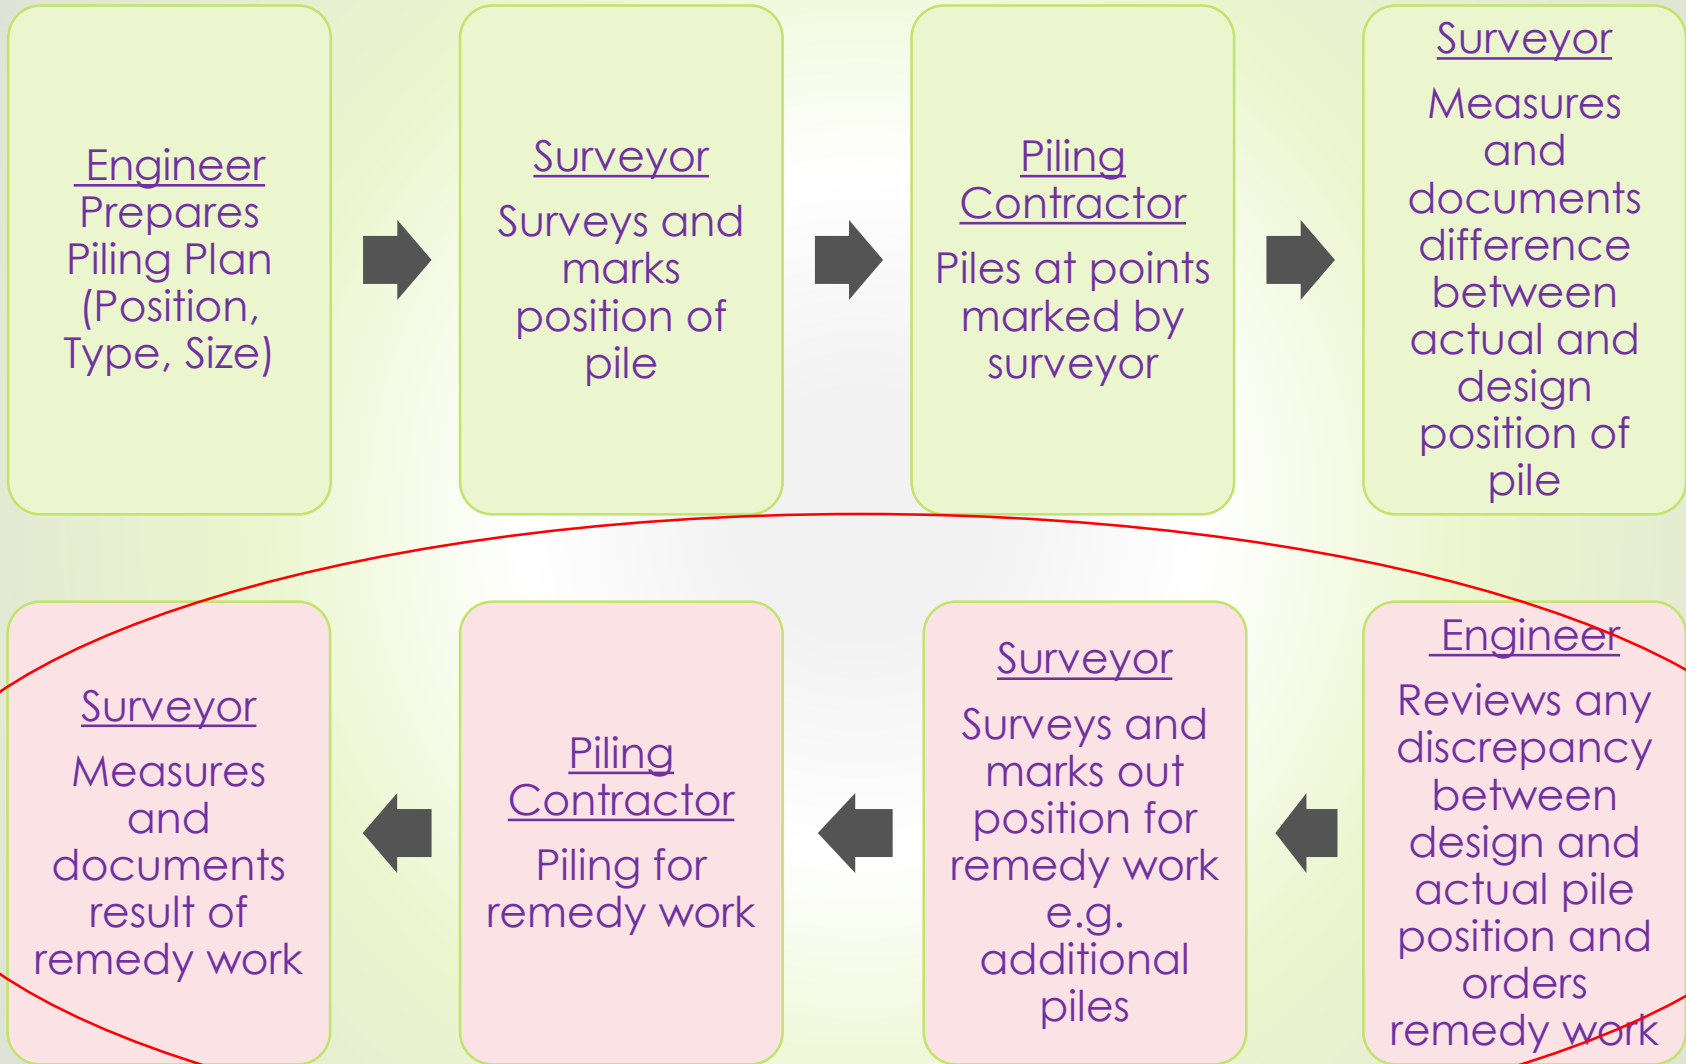 Engineer
Prepares
Piling Plan
(Position,
Type, Size)
Surveyor
Surveys and
marks
position of
pile
Piling
Contractor
Piles at points
marked by
surveyor
Surveyor
Measures
and
documents
difference
between
actual and
design
position of
pile
Engineer
Reviews any
discrepancy
between
design and
actual pile
position and
orders
remedy work
Surveyor
Surveys and
marks out
position for
remedy work
e.g.
additional
piles
Piling
Contractor
Piling for
remedy work
Surveyor
Measures
and
documents
result of
remedy work